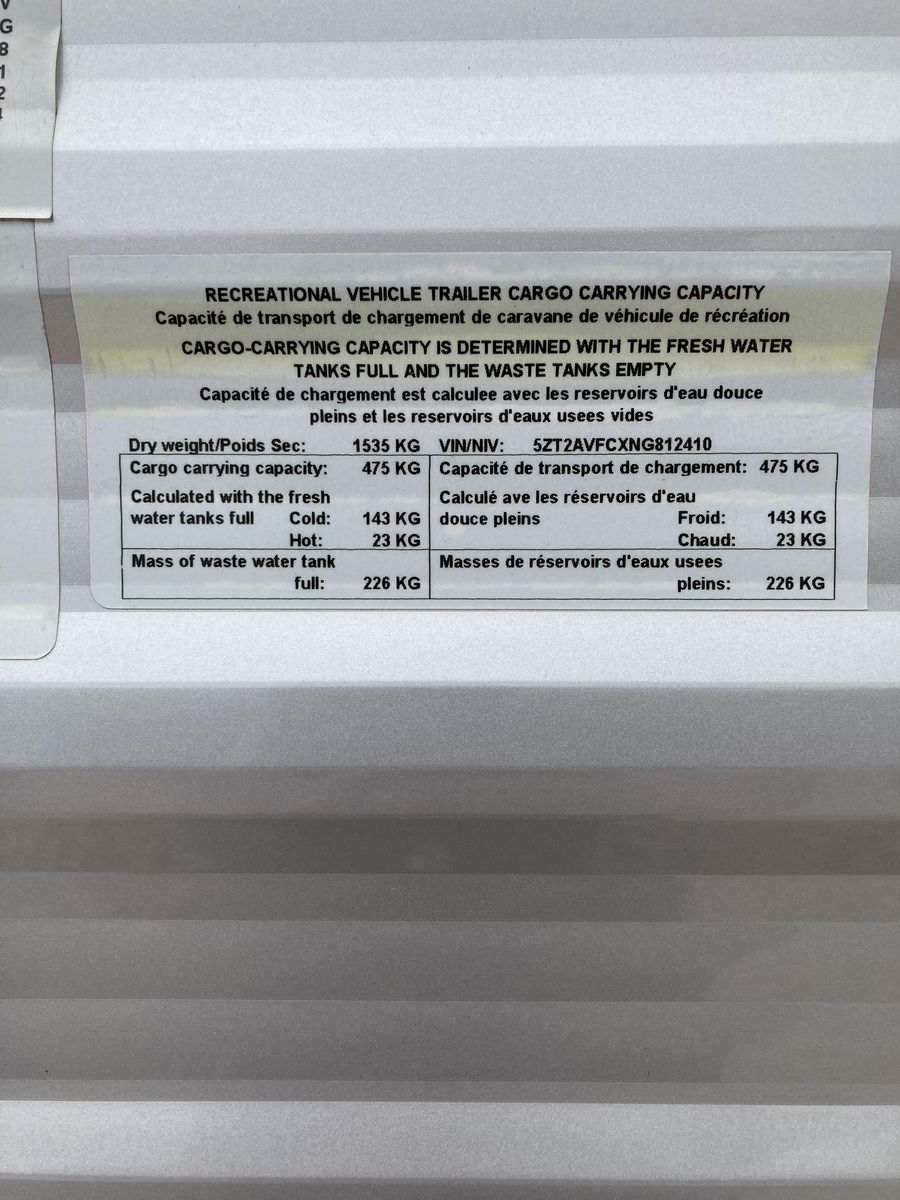 V
G
8
1
2
RECREATIONAL VEHICLE TRAILER CARGO CARRYING CAPACITY
Capacité de transport de chargement de caravane de véhicule de récréation
CARGO-CARRYING CAPACITY IS DETERMINED WITH THE FRESH WATER
TANKS FULL AND THE WASTE TANKS EMPTY
Capacité de chargement est calculee avec les reservoirs d'eau douce
pleins et les reservoirs d'eaux usees vides
Dry weight/Poids Sec: 1535 KG VIN/NIV: 5ZT2AVFCXNG812410
Cargo carrying capacity: 475 KG Capacité de transport de chargement: 475 KG
Calculated with the fresh Calculé ave les réservoirs d'eau
water tanks full Cold: 143 KG douce pleins Froid: 143 KG
Hot: 23 KG Chaud: 23 KG
Mass of waste water tank Masses de réservoirs d'eaux usees
full: 226 KG pleins: 226 KG